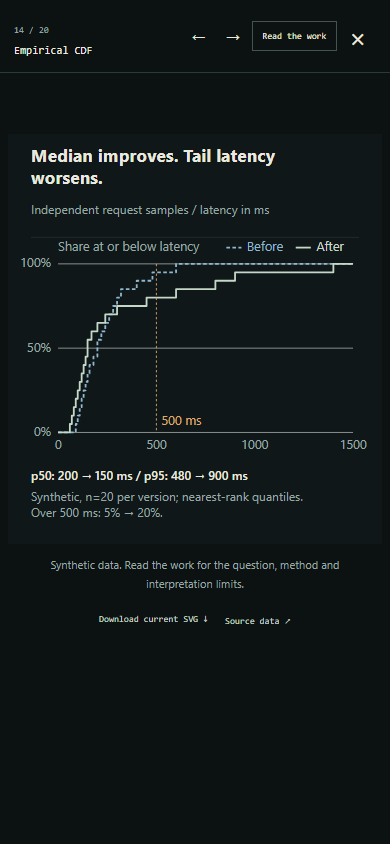 14 / 20
Empirical CDF
← → Read the work ✕
Median improves. Tail latency
worsens.
Independent request samples / latency in ms
Share at or below latency Before After
100%
50%
500 ms
0%
0 500 1000 1500
p50: 200 → 150 ms / p95: 480 → 900 ms
Synthetic, n=20 per version; nearest-rank quantiles.
Over 500 ms: 5% → 20%.
Synthetic data. Read the work for the question, method and
interpretation limits.
Download current SVG ↓ Source data ↗